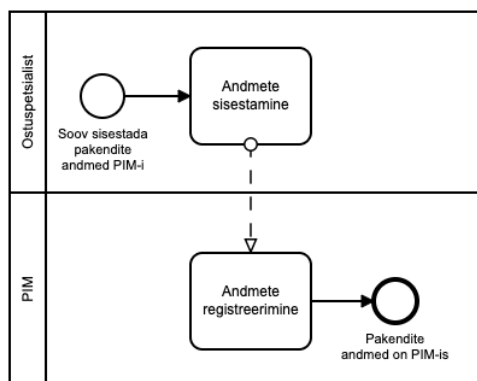 Ostuspetsialist
Andmete
sisestamine
Soov sisestada
pakendite
andmed PIM-i
PIM
Andmete
registreerimine
Pakendite
andmed on PIM-is